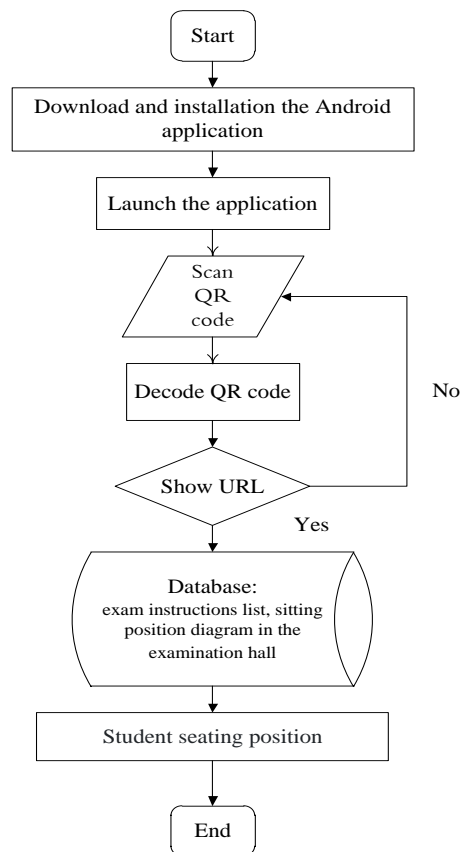 Start
Download and installation the Android
application
Launch the application
Scan
QR
code
Decode QR code
No
Show URL
Yes
Database:
exam instructions list, sitting
position diagram in the
examination hall
Student seating position
End